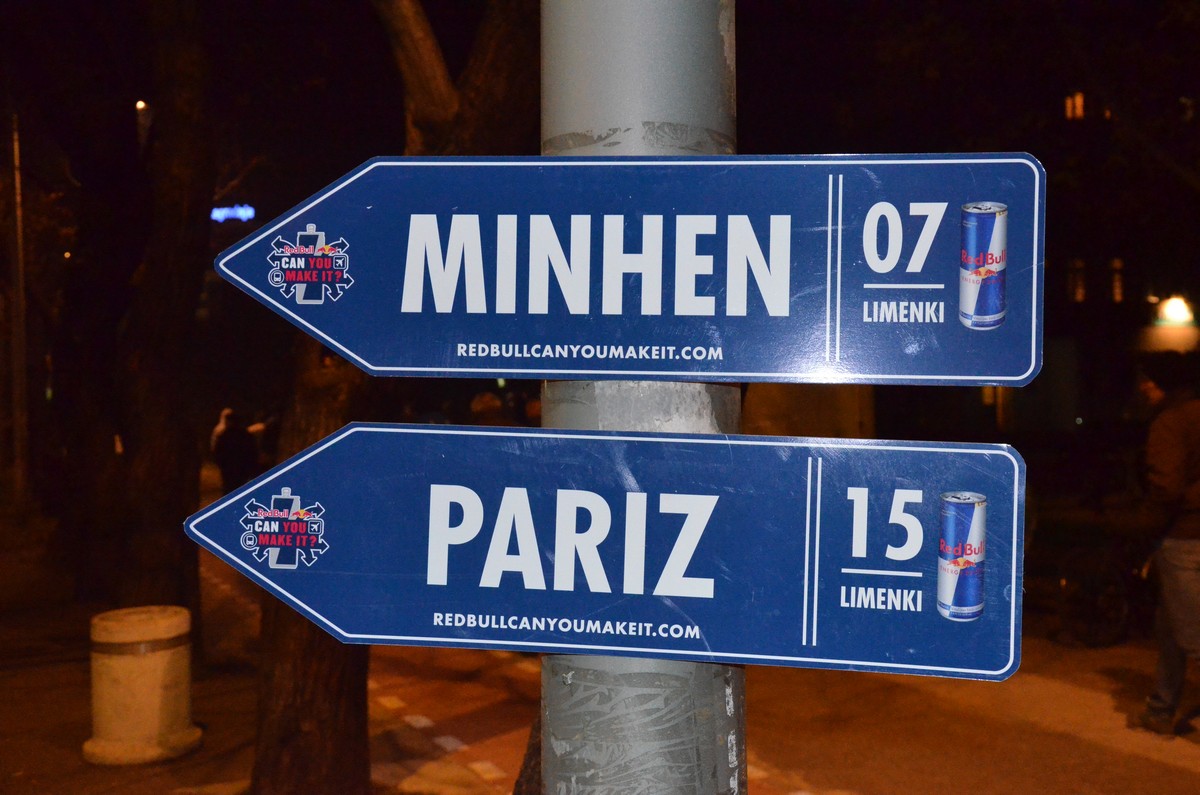 MINHEN
07
LIMENKI
Red Bull
Red Bull
CAN YOU
MAKE IT?
REDBULLCANYOUMAKEIT.COM
PARIZ
15
LIMENKI
Red Bull
Red Bull
CAN YOU
MAKE IT?
REDBULLCANYOUMAKEIT.COM